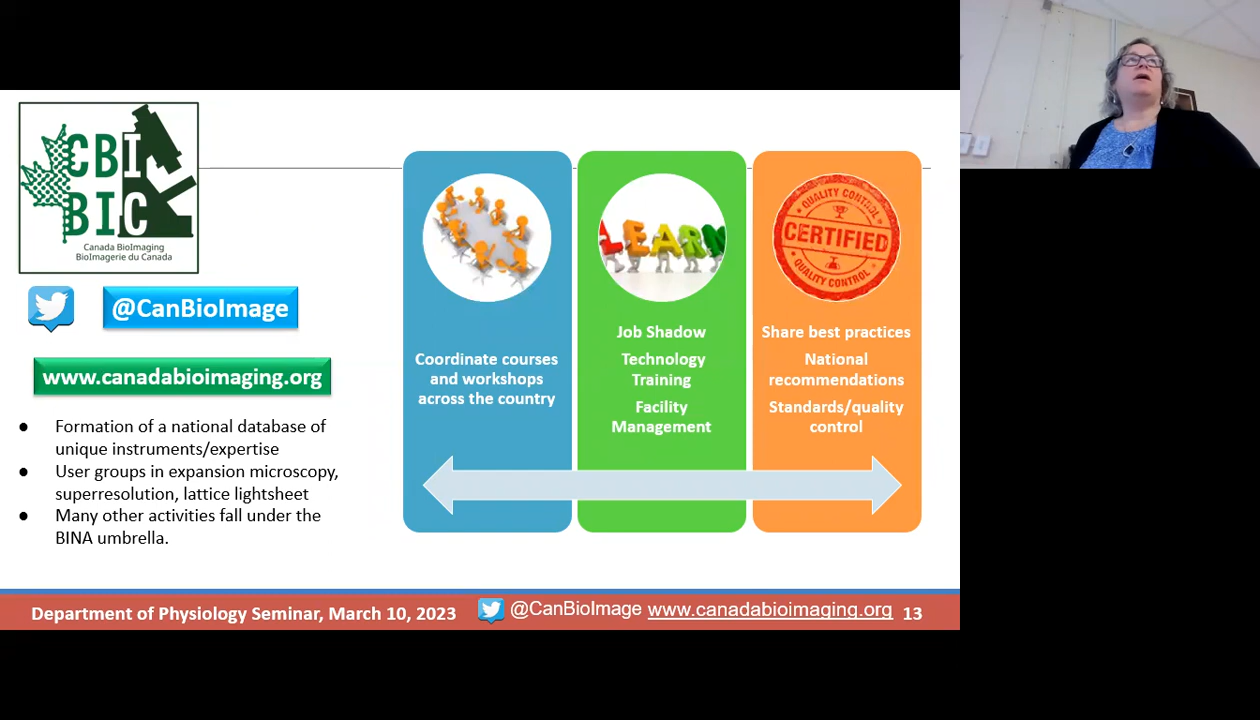 CBI
BIC
Canada BioImaging
BioImagerie du Canada
@CanBioImage
www.canadabioimaging.org
● Formation of a national database of
unique instruments/expertise
● User groups in expansion microscopy,
superresolution, lattice lightsheet
● Many other activities fall under the
BINA umbrella.
Coordinate courses
and workshops
across the country
LEARN
Job Shadow
Technology
Training
Facility
Management
QUALITY CONTROL
CERTIFIED
QUALITY CONTROL
Share best practices
National
recommendations
Standards/quality
control
Department of Physiology Seminar, March 10, 2023
@CanBioImage www.canadabioimaging.org 13